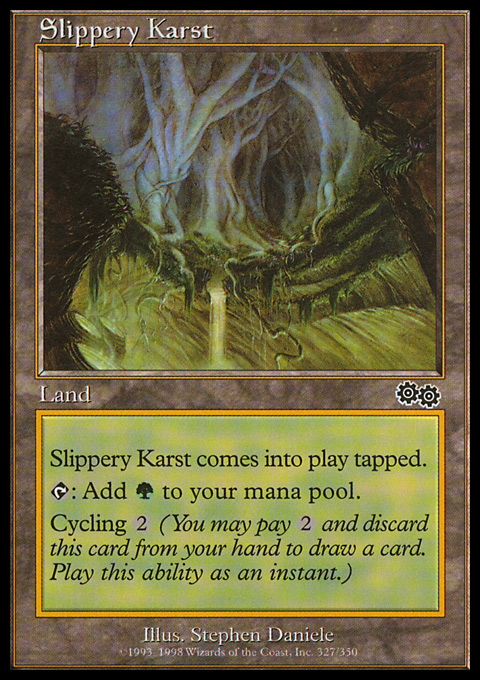 Slippery Karst
Land
Slippery Karst comes into play tapped.
: Add to your mana pool.
Cycling 2 (You may pay 2 and discard
this card from your hand to draw a card.
Play this ability as an instant.)
Illus. Stephen Daniele
©1993, 1998 Wizards of the Coast, Inc. 327/350